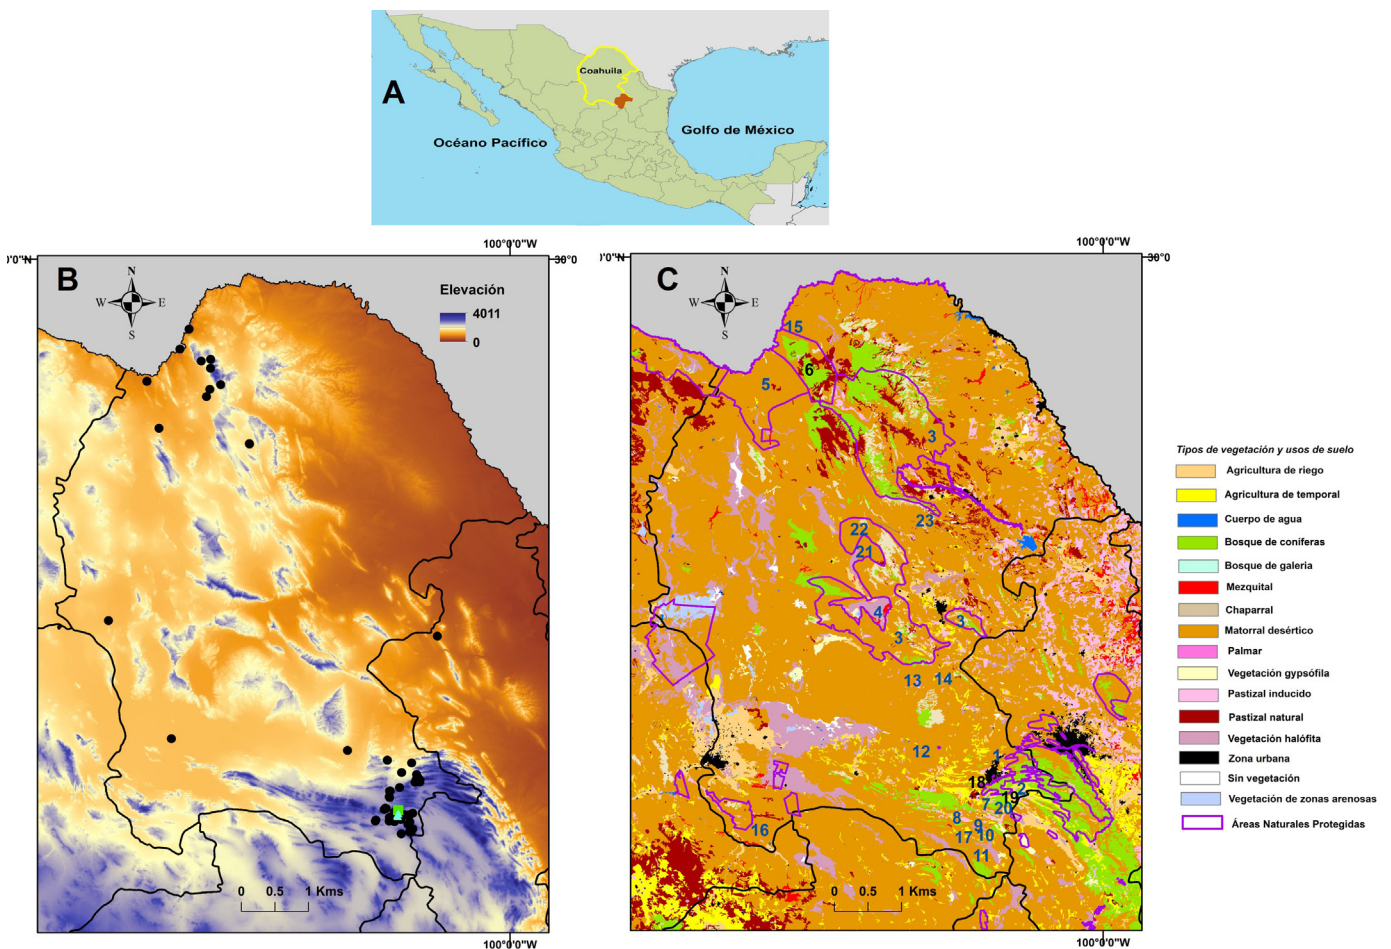 A
Coahuila
Golfo de México
Océano Pacífico
100°0'0"W
100°0'0"W
30°0
B
N
W E
S
Elevación
4011
0
0 0.5 1 Kms
100°0'0"W
C
N
W E
S
15
6
5
3
23
22
21
4
3
3
13
14
12
1
18
2
19
7
20
8
9
17
10
16
11
0 0.5 1 Kms
100°0'0"W
Tipos de vegetación y usos de suelo
Agricultura de riego
Agricultura de temporal
Cuerpo de agua
Bosque de coníferas
Bosque de galeria
Mezquital
Chaparral
Matorral desértico
Palmar
Vegetación gypsófila
Pastizal inducido
Pastizal natural
Vegetación halófita
Zona urbana
Sin vegetación
Vegetación de zonas arenosas
Áreas Naturales Protegidas